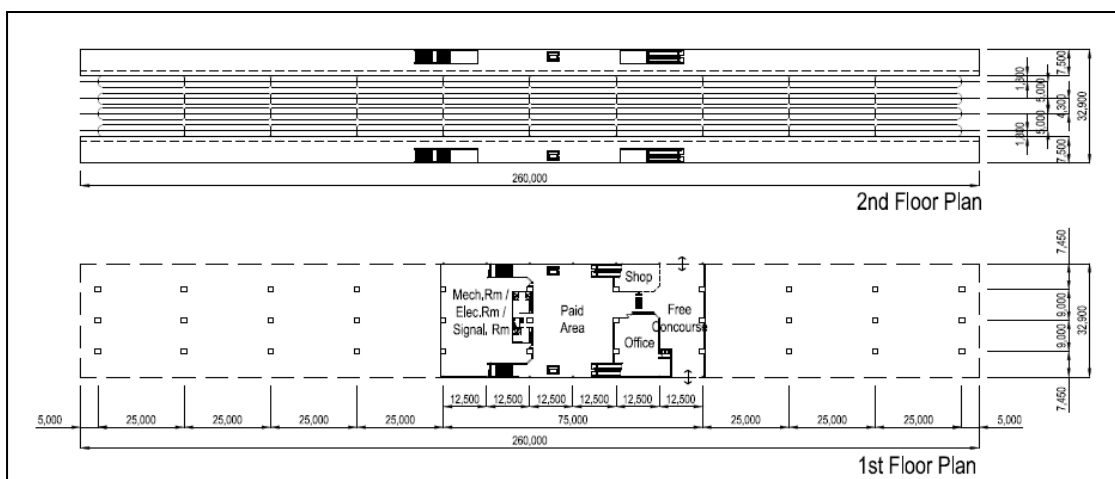 7,500
1,800
5,000
4,300
32,900
1,800
5,000
7,500
260,000
2nd Floor Plan
7,450
Shop
Mech.Rm /
Elec.Rm /
Signal. Rm
Paid
Area
Free
Concourse
Office
9,000
9,000
32,900
7,450
12,500 12,500 12,500 12,500 12,500 12,500
5,000 25,000 25,000 25,000 25,000 75,000 25,000 25,000 25,000 5,000
260,000
1st Floor Plan